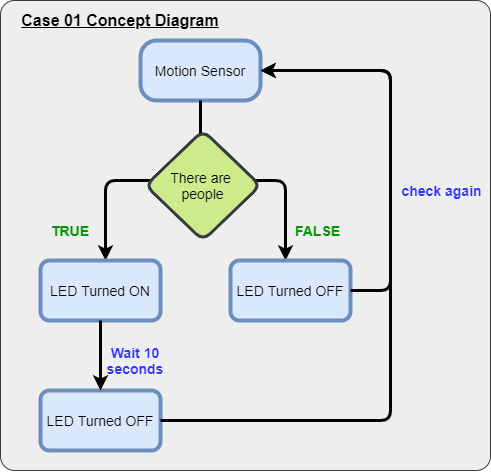 Case 01 Concept Diagram
Motion Sensor
There are
people
check again
TRUE
FALSE
LED Turned ON
LED Turned OFF
Wait 10
seconds
LED Turned OFF